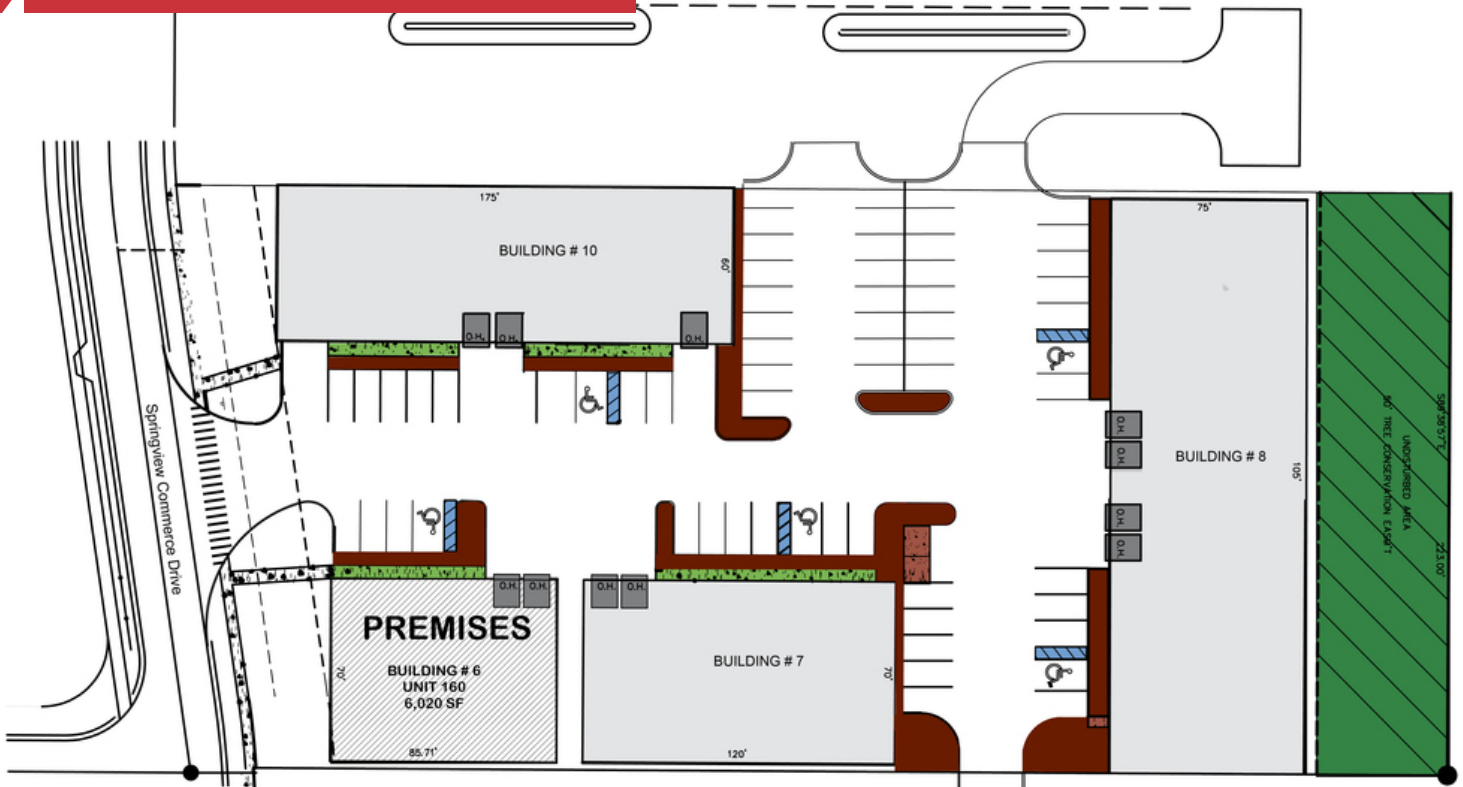 175'
75'
BUILDING # 10
60'
O.H.
O.H.
O.H.
Springview Commerce Drive
O.H.
O.H.
O.H.
O.H.
BUILDING # 8
105'
UNDISTURBED AREA
50' TREE CONSERVATION EASM'T
223.00'
O.H.
O.H.
O.H.
O.H.
PREMISES
BUILDING # 6
UNIT 160
6,020 SF
70'
85.71'
BUILDING # 7
70'
120'